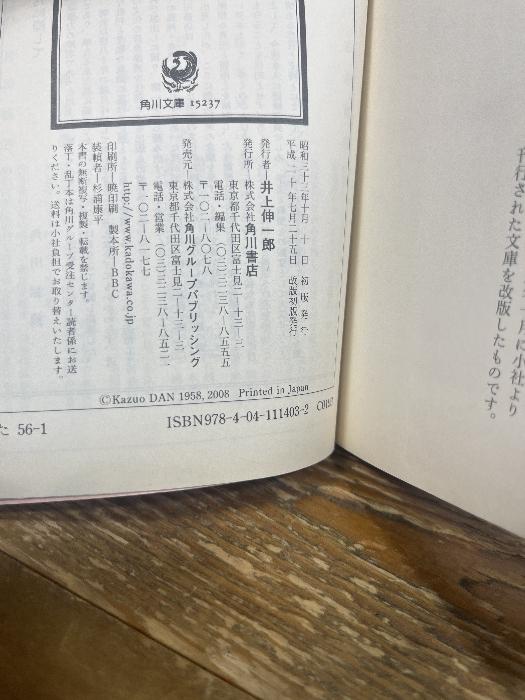 刊行された文庫を改版したものです。
角川文庫 15237
昭和三十三年十月 十 日 初 版 発 行
平成二十年七月二十五日 改版初版発行
発行者―井上伸一郎
発行所 株式会社角川書店
東京都千代田区富士見二―十三―三
電話・編集 (〇三)三二三八―八五五五
〒一〇二―八〇七八
発売元 株式会社角川グループパブリッシング
東京都千代田区富士見二―十三―三
電話・営業 (〇三)三二三八―八五二一
〒一〇二―八一七七
http://www.kadokawa.co.jp
印刷所―暁印刷 製本所―BBC
装幀者―杉浦康平
本書の無断複写・複製・転載を禁じます。
落丁・乱丁本は角川グループ受注センター読者係にお送
りください。送料は小社負担でお取り替えいたします。
©Kazuo DAN 1958, 2008 Printed in Japan
た 56-1
ISBN978-4-04-111403-2